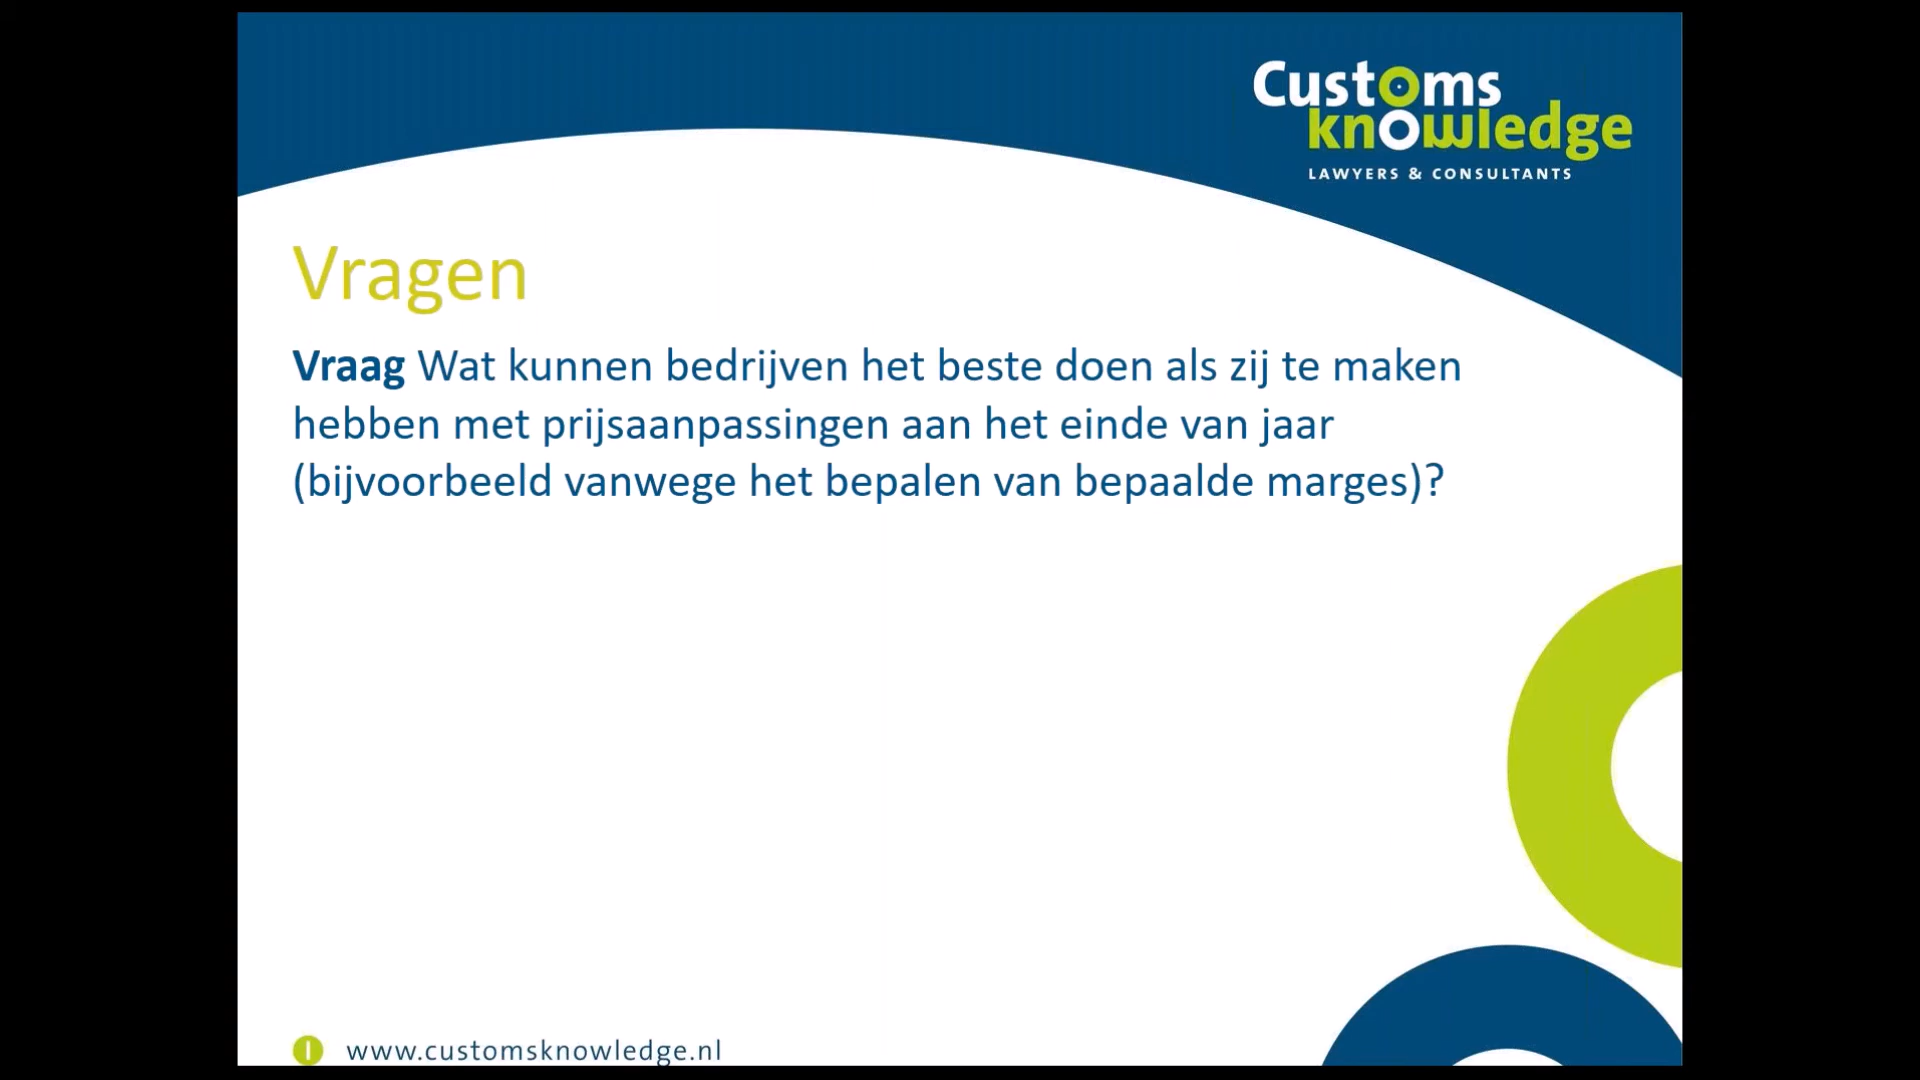 Customs
knowledge
LAWYERS & CONSULTANTS
Vragen
Vraag Wat kunnen bedrijven het beste doen als zij te maken
hebben met prijsaanpassingen aan het einde van jaar
(bijvoorbeeld vanwege het bepalen van bepaalde marges)?
www.customsknowledge.nl